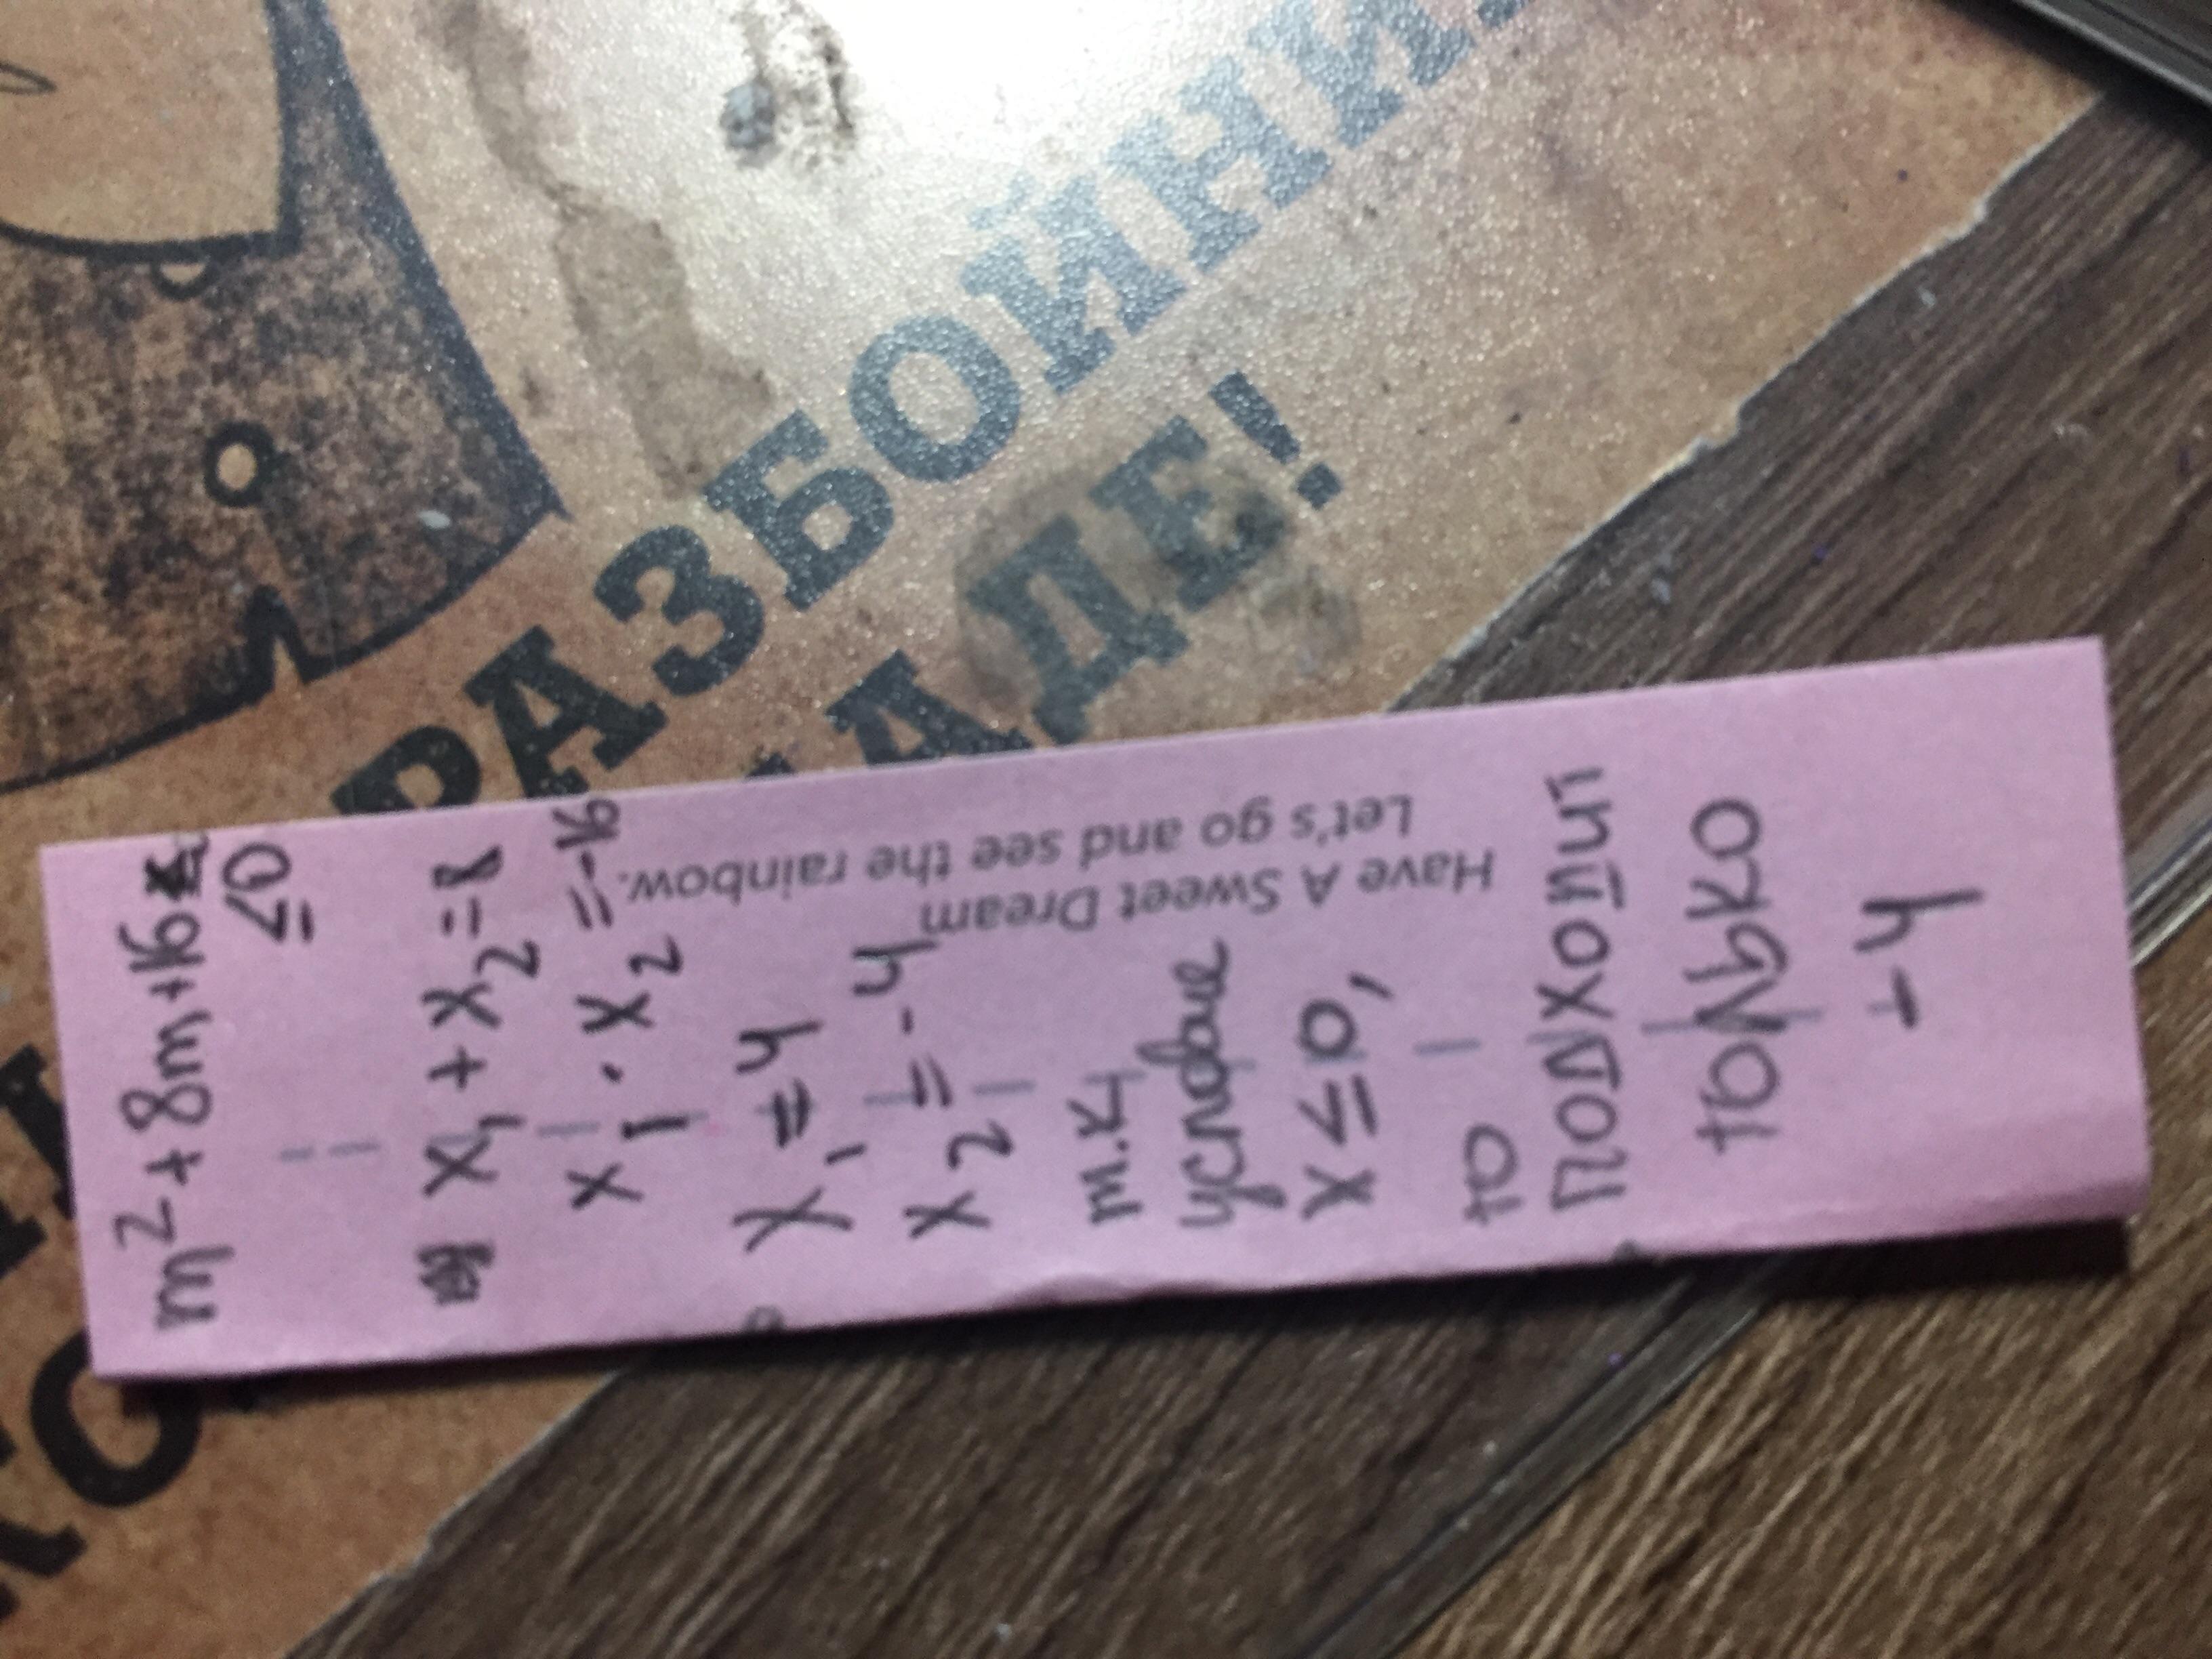 m² + 8m + 16 ≤
≤0
x₁ + x₂ = 8
x₁ · x₂ = -16
x₁ = 4
x₂ = -4
т.к
условие
x ≤ 0,
то
подходит
только
-4
Have A Sweet Dream
Let's go and see the rainbow.
РАЗБОЙНИ
АДЕ!